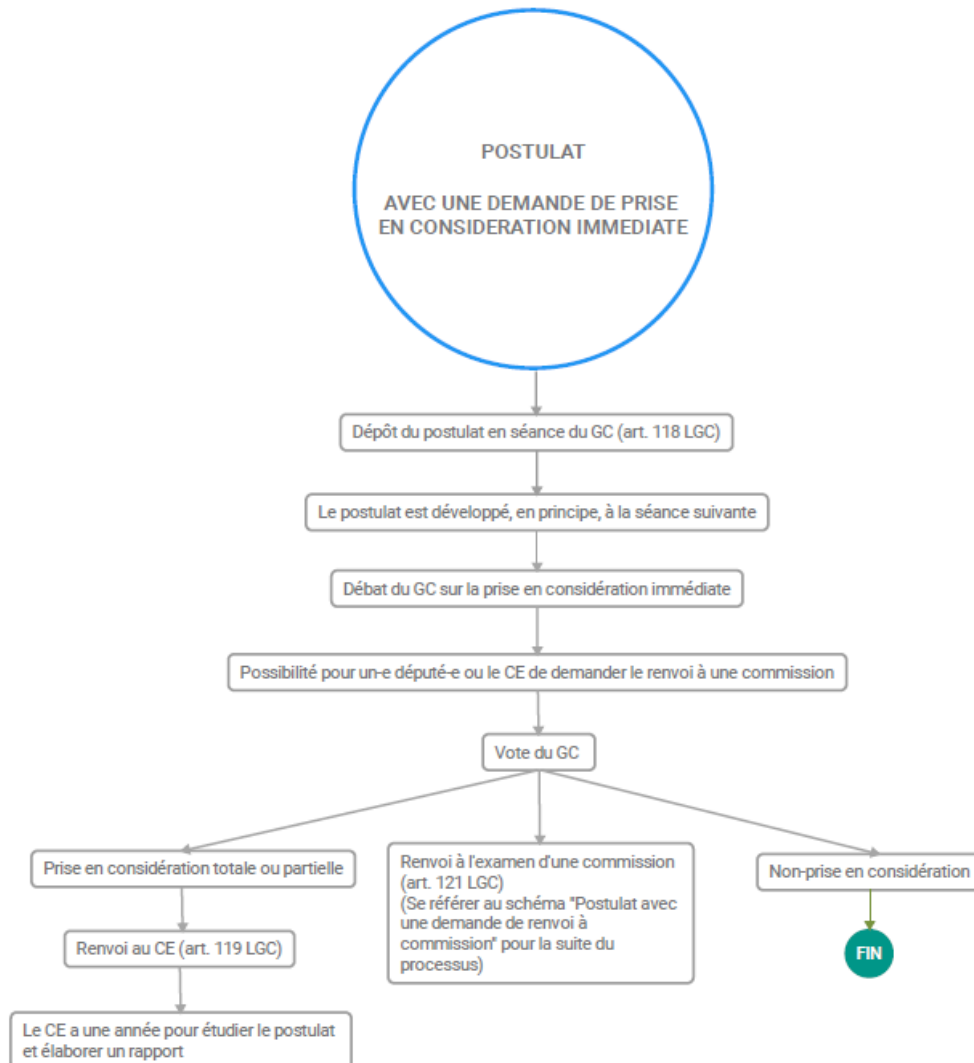 POSTULAT
AVEC UNE DEMANDE DE PRISE
EN CONSIDERATION IMMEDIATE
Dépôt du postulat en séance du GC (art. 118 LGC)
Le postulat est développé, en principe, à la séance suivante
Débat du GC sur la prise en considération immédiate
Possibilité pour un-e député-e ou le CE de demander le renvoi à une commission
Vote du GC
Prise en considération totale ou partielle
Renvoi au CE (art. 119 LGC)
Le CE a une année pour étudier le postulat
et élaborer un rapport
Renvoi à l'examen d'une commission
(art. 121 LGC)
(Se référer au schéma "Postulat avec
une demande de renvoi à
commission" pour la suite du
processus)
Non-prise en considération
FIN